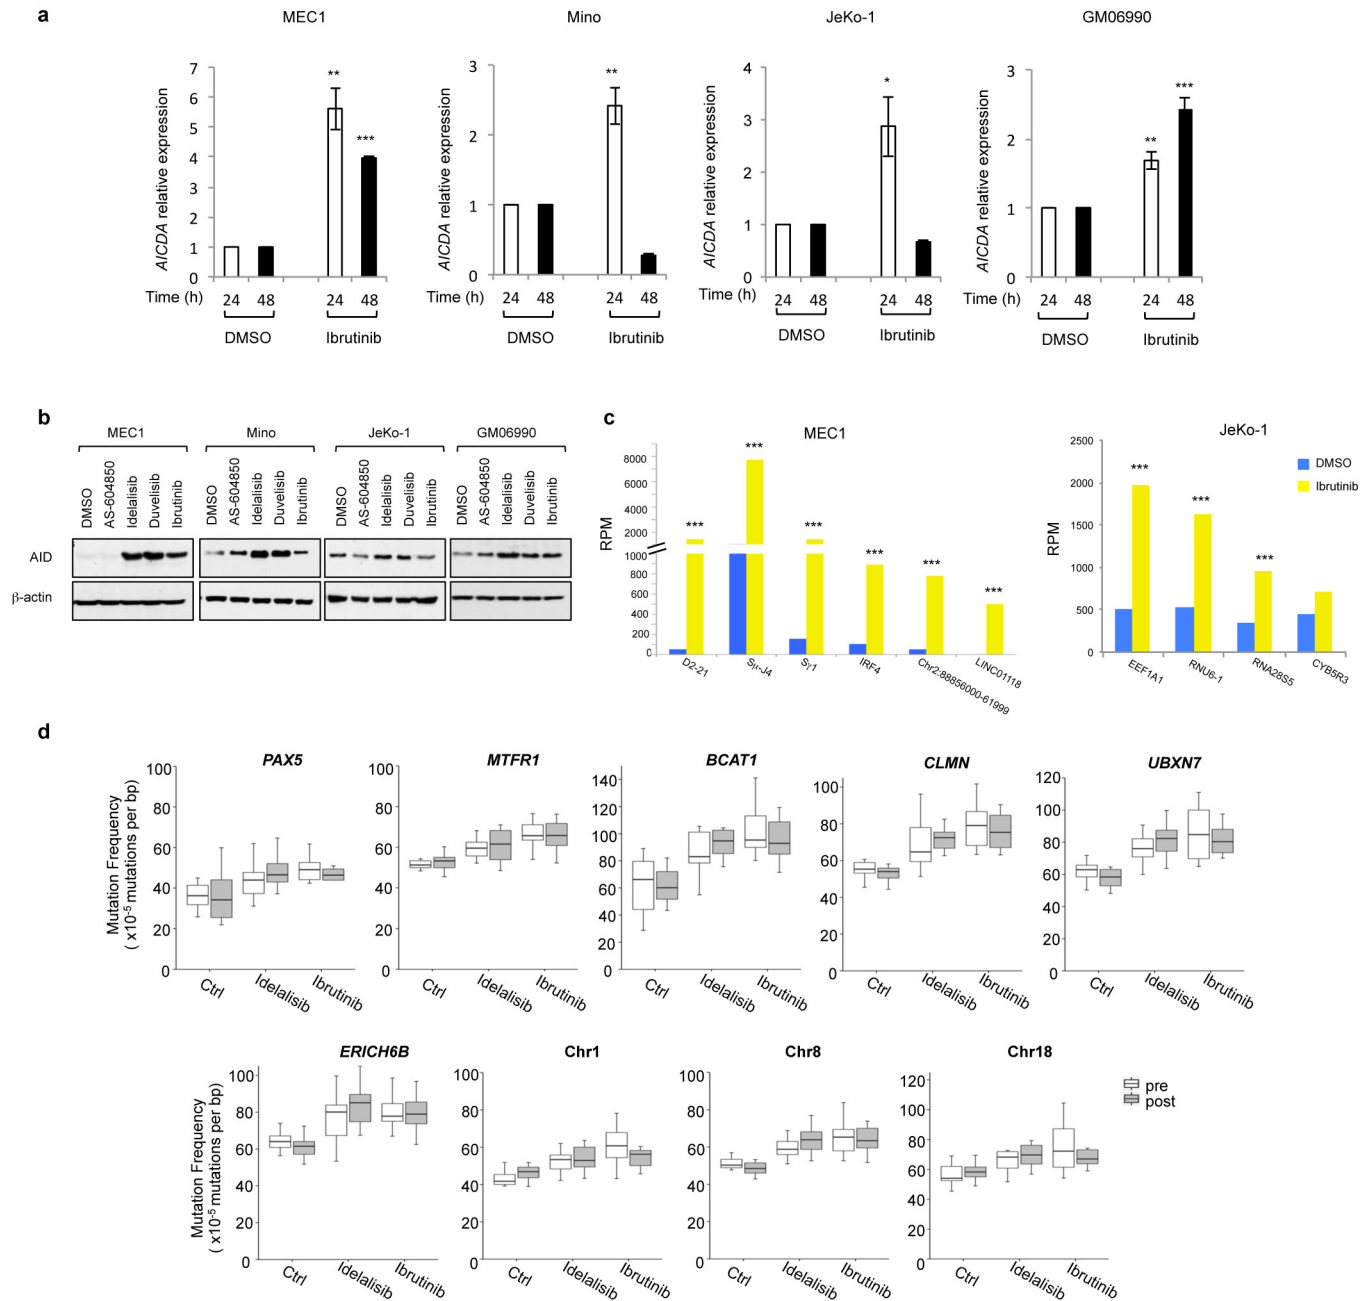 a
MEC1
Mino
JeKo-1
GM06990
AICDA relative expression
7
6
5
4
3
2
1
0
**
***
Time (h)
24 48 24 48
DMSO Ibrutinib
AICDA relative expression
3
2
1
0
**
Time (h)
24 48 24 48
DMSO Ibrutinib
AICDA relative expression
4
3
2
1
0
*
Time (h)
24 48 24 48
DMSO Ibrutinib
AICDA relative expression
3
2
1
0
**
***
Time (h)
24 48 24 48
DMSO Ibrutinib
b
MEC1 Mino JeKo-1 GM06990
DMSO AS-604850 Idelalisib Duvelisib Ibrutinib
DMSO AS-604850 Idelalisib Duvelisib Ibrutinib
DMSO AS-604850 Idelalisib Duvelisib Ibrutinib
DMSO AS-604850 Idelalisib Duvelisib Ibrutinib
AID
β-actin
c
MEC1
RPM
8000
6000
4000
2000
1000
800
600
400
200
0
*** *** *** *** *** ***
D2-21 Sμ-J4 Sγ1 IRF4 Chr2:88856000-61999 LINC01118
JeKo-1
RPM
2500
2000
1500
1000
500
0
*** *** ***
EEF1A1 RNU6-1 RNA28S5 CYB5R3
DMSO
Ibrutinib
d
Mutation Frequency
( x10-5 mutations per bp)
PAX5
100
80
60
40
20
0
Ctrl Idelalisib Ibrutinib
MTFR1
100
80
60
40
20
0
Ctrl Idelalisib Ibrutinib
BCAT1
140
120
100
80
60
40
20
0
Ctrl Idelalisib Ibrutinib
CLMN
100
80
60
40
20
0
Ctrl Idelalisib Ibrutinib
UBXN7
120
100
80
60
40
20
0
Ctrl Idelalisib Ibrutinib
Mutation Frequency
( x10-5 mutations per bp)
ERICH6B
100
80
60
40
20
0
Ctrl Idelalisib Ibrutinib
Chr1
100
80
60
40
20
0
Ctrl Idelalisib Ibrutinib
Chr8
100
80
60
40
20
0
Ctrl Idelalisib Ibrutinib
Chr18
120
100
80
60
40
20
0
Ctrl Idelalisib Ibrutinib
pre
post